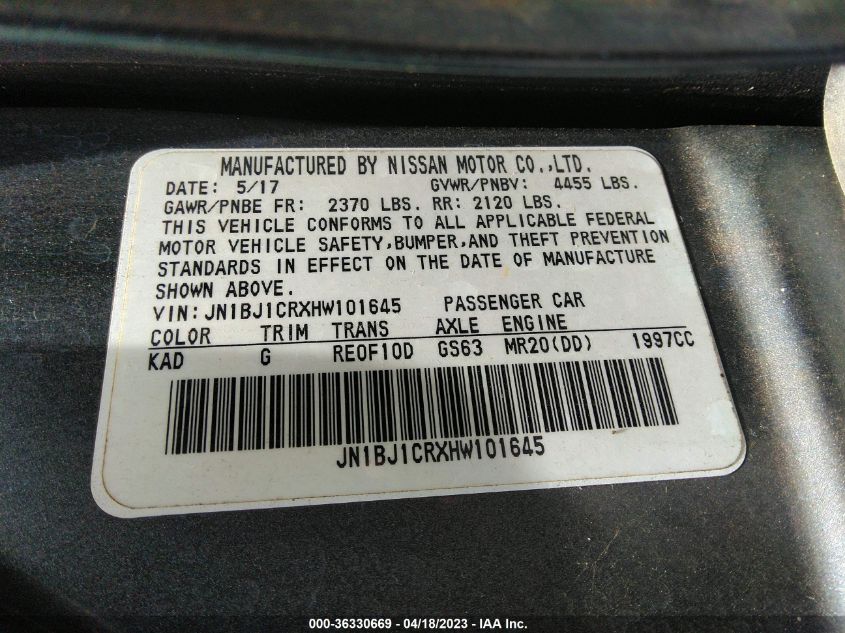 MANUFACTURED BY NISSAN MOTOR CO.,LTD.
DATE: 5/17 GVWR/PNBV: 4455 LBS.
GAWR/PNBE FR: 2370 LBS. RR: 2120 LBS.
THIS VEHICLE CONFORMS TO ALL APPLICABLE FEDERAL
MOTOR VEHICLE SAFETY,BUMPER,AND THEFT PREVENTION
STANDARDS IN EFFECT ON THE DATE OF MANUFACTURE
SHOWN ABOVE.
VIN:JN1BJ1CRXHW101645 PASSENGER CAR
COLOR TRIM TRANS AXLE ENGINE
KAD G RE0F10D GS63 MR20(DD) 1997CC
JN1BJ1CRXHW101645
000-36330669 - 04/18/2023 - IAA Inc.